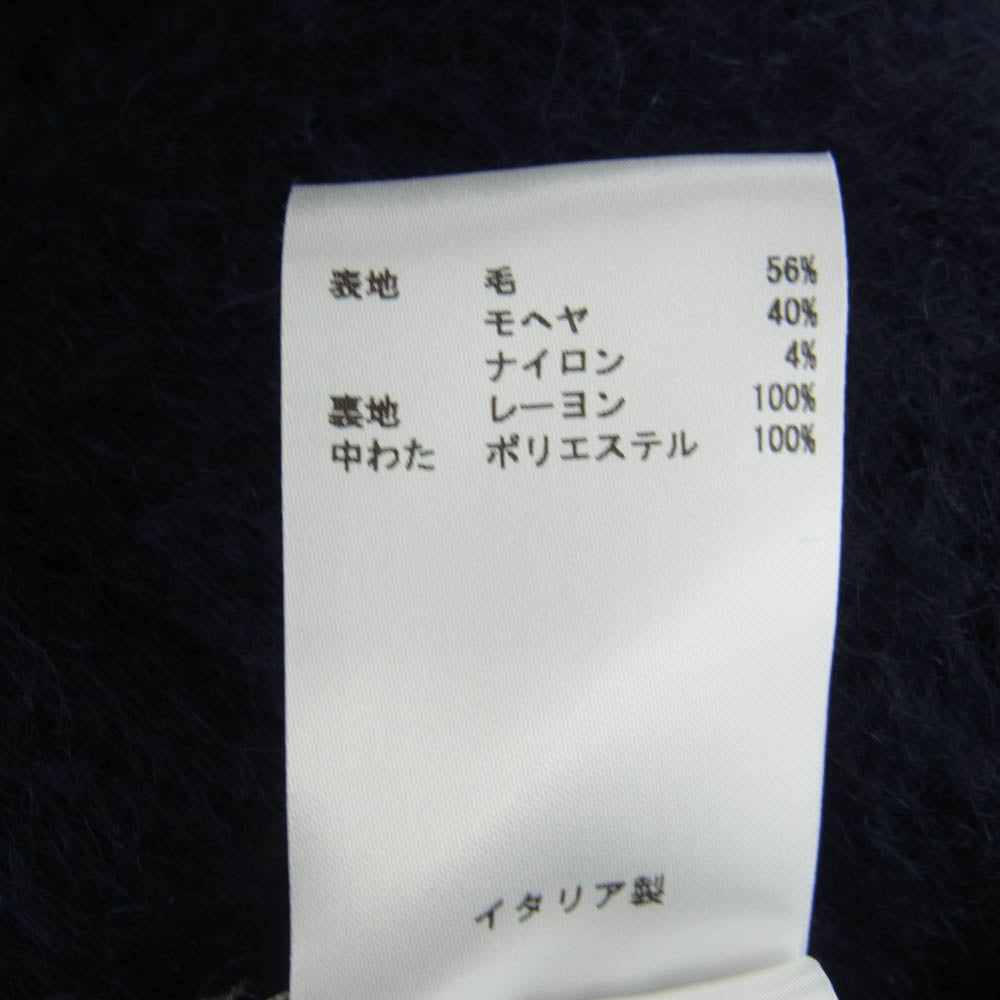 表地 毛 56%
モヘヤ 40%
ナイロン 4%
裏地 レーヨン 100%
中わた ポリエステル 100%
イタリア製